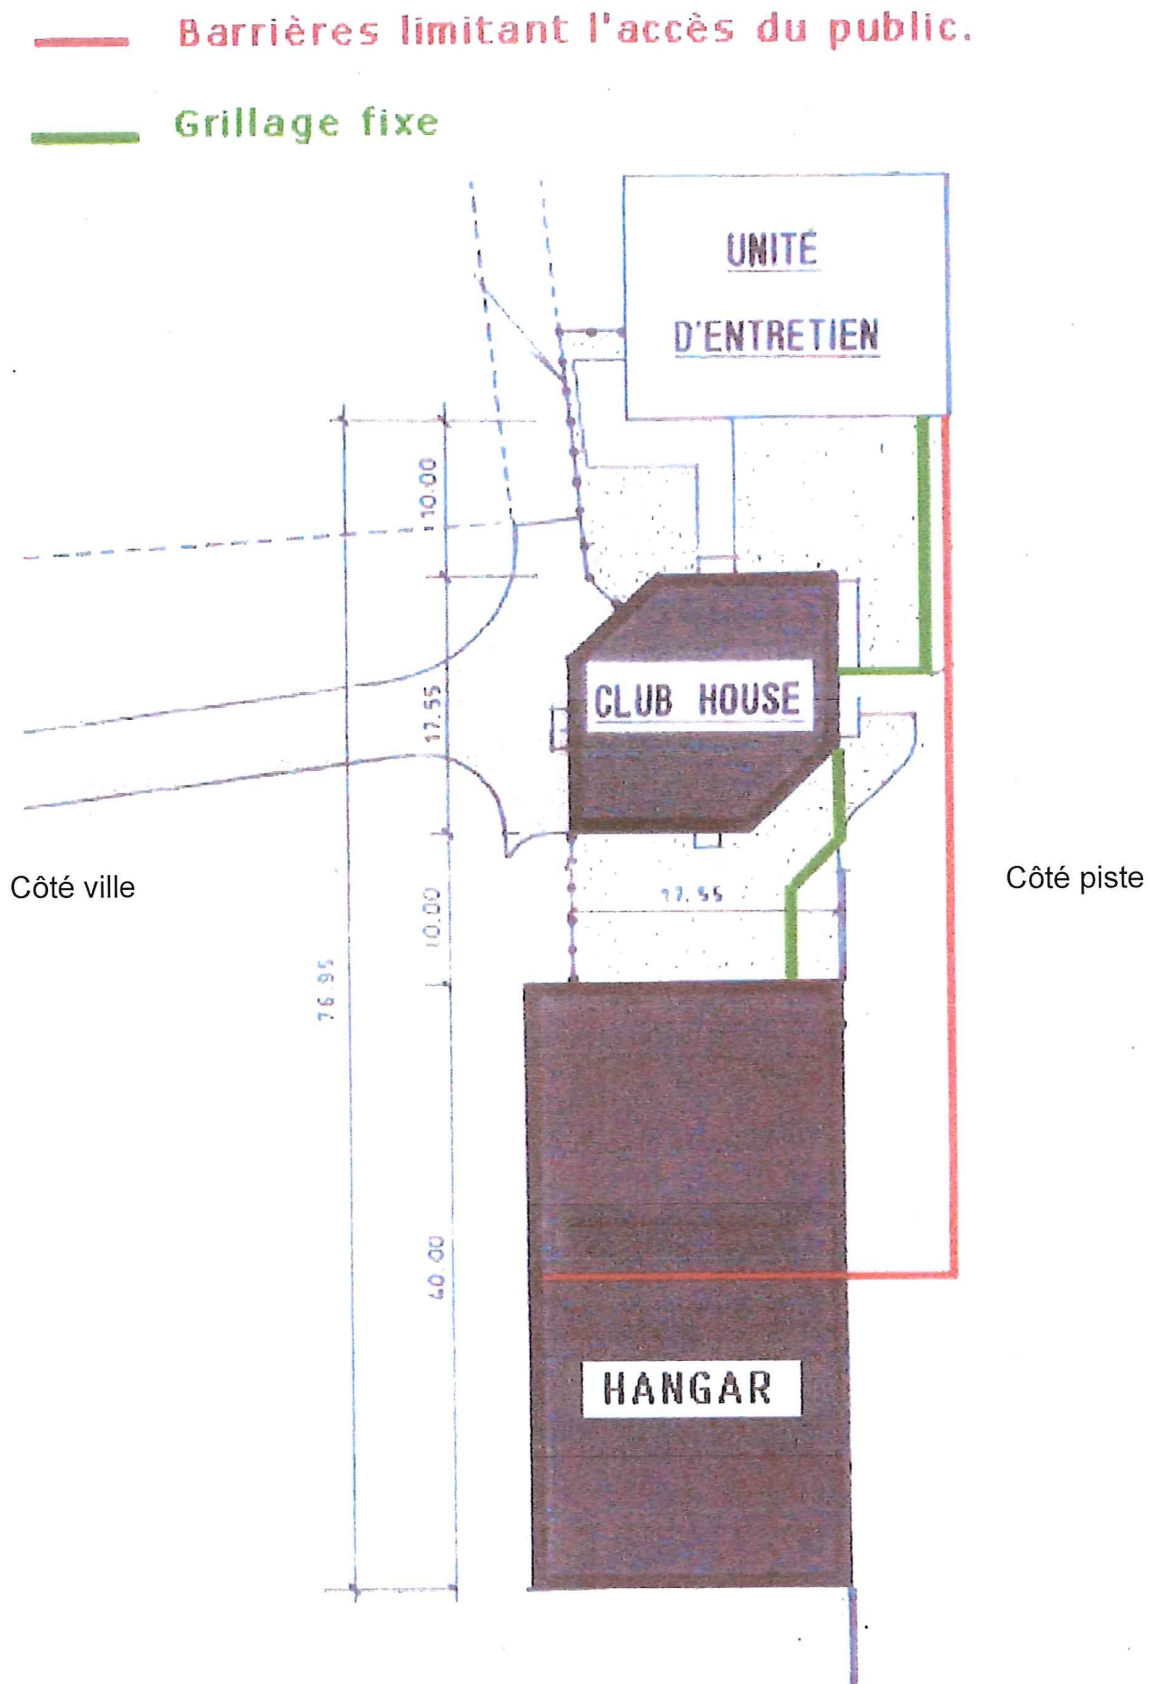 Barrières limitant l'accès du public.
Grillage fixe
UNITÉ
D'ENTRETIEN
10.00
17.55
CLUB HOUSE
Côté ville
Côté piste
10.00
17.55
76.95
40.00
HANGAR